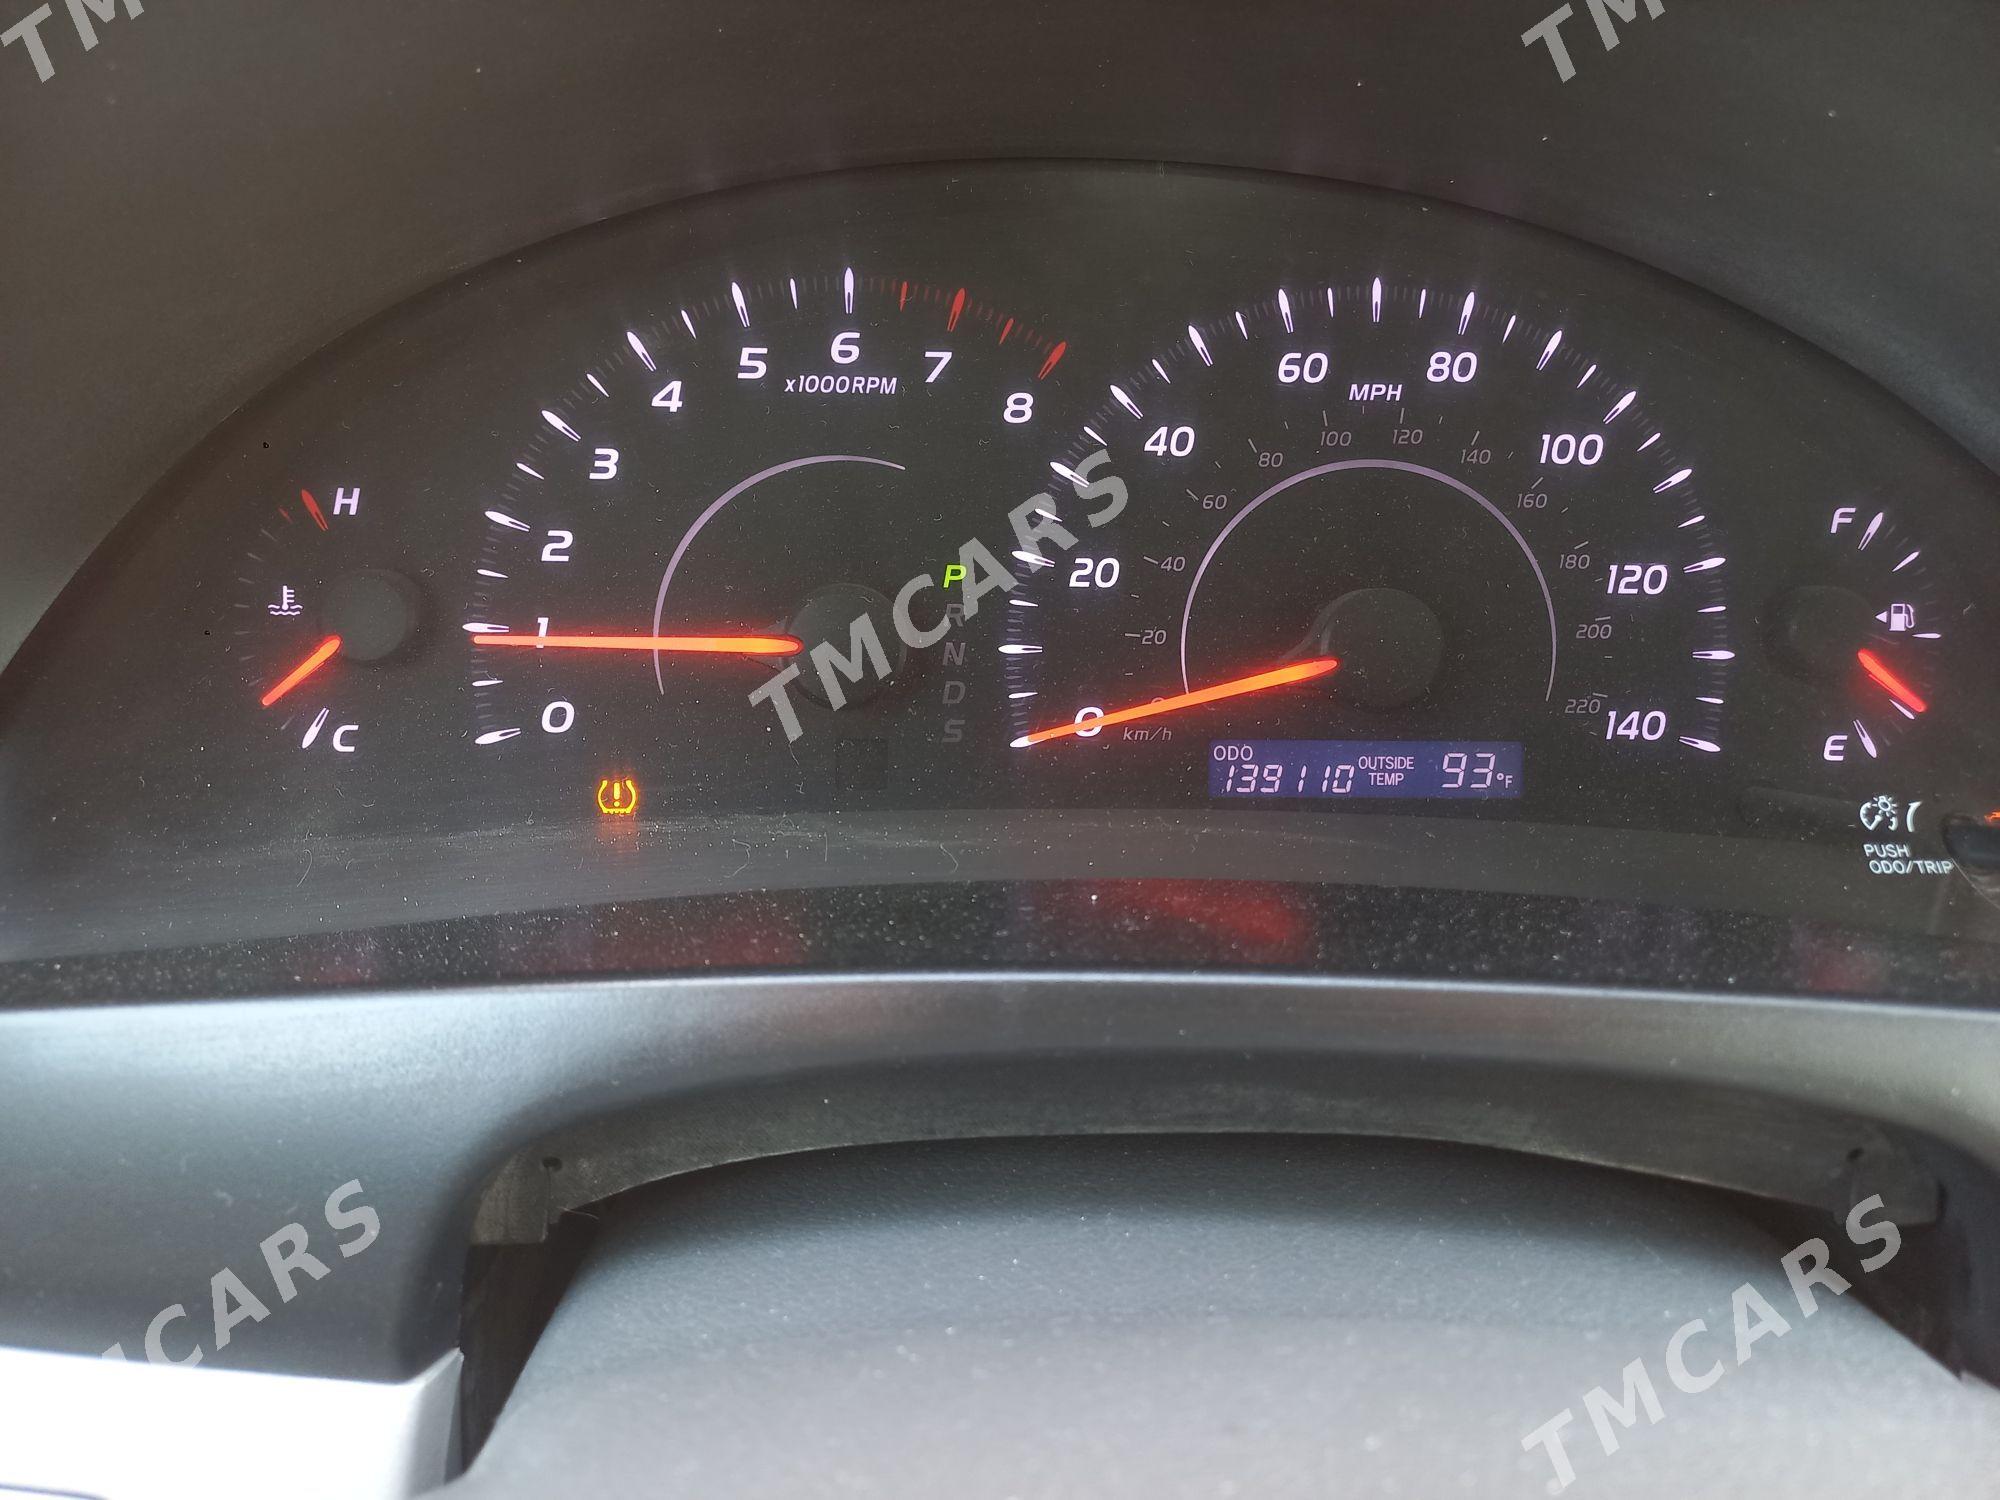 TM
TM
H
C
0
1
2
3
4
5
6
7
8
x1000RPM
P
R
N
D
S
TMCARS
0
20
40
60
80
100
120
140
MPH
20
40
60
80
100
120
140
160
180
200
220
km/h
ODO
139110
OUTSIDE
TEMP
93°F
F
E
PUSH
ODO/TRIP
TMCARS
TMCARS